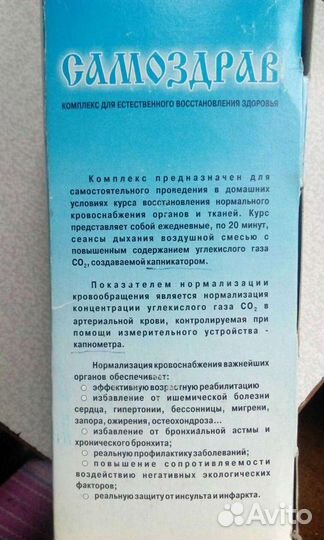 САМОЗДРАВ
КОМПЛЕКС ДЛЯ ЕСТЕСТВЕННОГО ВОССТАНОВЛЕНИЯ ЗДОРОВЬЯ
Комплекс предназначен для
самостоятельного проведения в домашних
условиях курса восстановления нормального
кровоснабжения органов и тканей. Курс
представляет собой ежедневные, по 20 минут,
сеансы дыхания воздушной смесью с
повышенным содержанием углекислого газа
CO₂, создаваемой капникатором.
Показателем нормализации
кровообращения является нормализация
концентрации углекислого газа CO₂ в
артериальной крови, контролируемая при
помощи измерительного устройства -
капнометра.
Нормализация кровоснабжения важнейших
органов обеспечивает:
○ эффективную возрастную реабилитацию
○ избавление от ишемической болезни
сердца, гипертонии, бессонницы, мигрени,
запора, ожирения, остеохондроза...
○ избавление от бронхиальной астмы и
хронического бронхита;
○ реальную профилактику заболеваний;
○ повышение сопротивляемости
воздействию негативных экологических
факторов;
○ реальную защиту от инсульта и инфаркта.
Avito